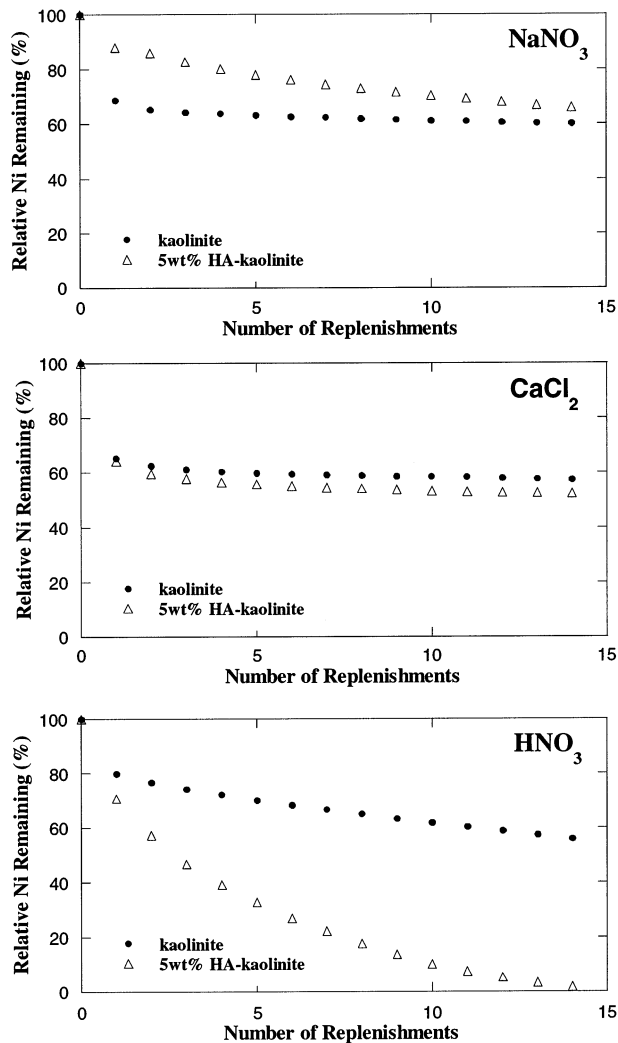 NaNO3
Relative Ni Remaining (%)
100
80
60
40
20
0
kaolinite
5wt% HA-kaolinite
0 5 10 15
Number of Replenishments
CaCl2
Relative Ni Remaining (%)
100
80
60
40
20
0
kaolinite
5wt% HA-kaolinite
0 5 10 15
Number of Replenishments
HNO3
Relative Ni Remaining (%)
100
80
60
40
20
0
kaolinite
5wt% HA-kaolinite
0 5 10 15
Number of Replenishments